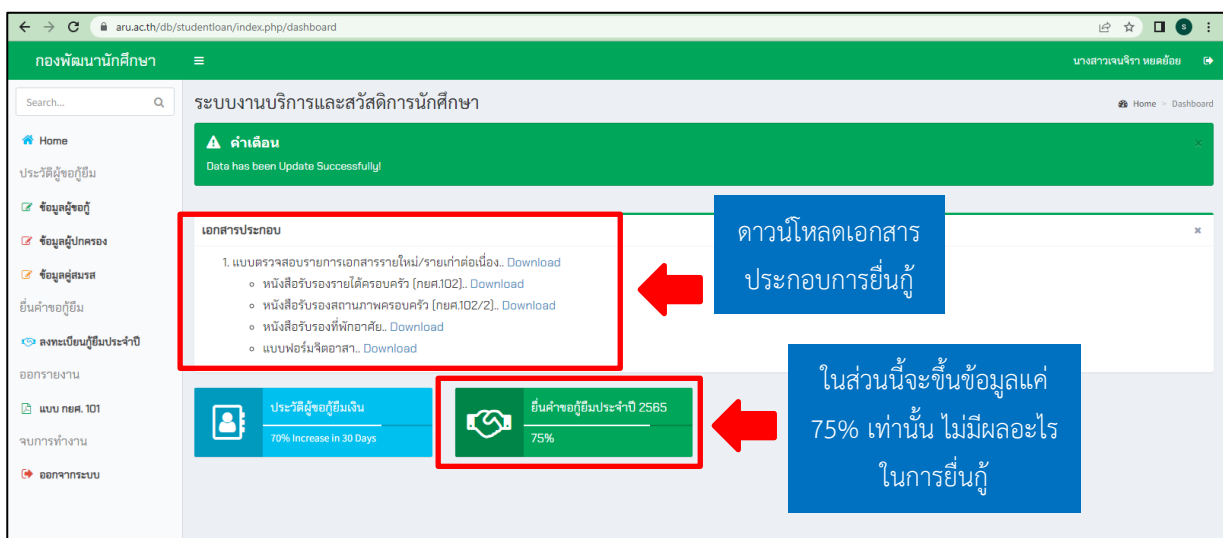 aru.ac.th/db/studentloan/index.php/dashboard
s
กองพัฒนานักศึกษา
นางสาวเจนจิรา หยดย้อย
Search...
ระบบงานบริการและสวัสดิการนักศึกษา
Home > Dashboard
Home
คำเตือน
Data has been Update Successfully!
×
ประวัติผู้ขอกู้ยืม
ข้อมูลผู้ขอกู้
ข้อมูลผู้ปกครอง
ข้อมูลคู่สมรส
ยื่นคำขอกู้ยืม
ลงทะเบียนกู้ยืมประจำปี
ออกรายงาน
แบบ กยศ. 101
จบการทำงาน
ออกจากระบบ
เอกสารประกอบ
×
1. แบบตรวจสอบรายการเอกสารรายใหม่/รายเก่าต่อเนื่อง.. Download
หนังสือรับรองรายได้ครอบครัว (กยศ.102).. Download
หนังสือรับรองสถานภาพครอบครัว (กยศ.102/2).. Download
หนังสือรับรองที่พักอาศัย.. Download
แบบฟอร์มจิตอาสา.. Download
ดาวน์โหลดเอกสาร
ประกอบการยื่นกู้
ประวัติผู้ขอกู้ยืมเงิน
70% Increase in 30 Days
ยื่นคำขอกู้ยืมประจำปี 2565
75%
ในส่วนนี้จะขึ้นข้อมูลแค่
75% เท่านั้น ไม่มีผลอะไร
ในการยื่นกู้